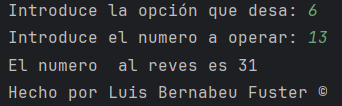 Introduce la opción que desa: 6
Introduce el numero a operar: 13
El numero  al reves es 31
Hecho por Luis Bernabeu Fuster ©